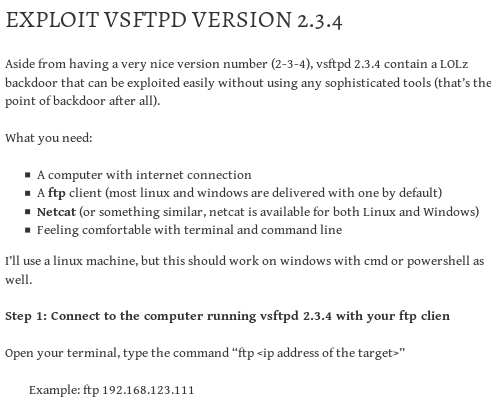 EXPLOIT VSFTPD VERSION 2.3.4
Aside from having a very nice version number (2-3-4), vsftpd 2.3.4 contain a LOLz
backdoor that can be exploited easily without using any sophisticated tools (that's the
point of backdoor after all).
What you need:
▪ A computer with internet connection
▪ A ftp client (most linux and windows are delivered with one by default)
▪ Netcat (or something similar, netcat is available for both Linux and Windows)
▪ Feeling comfortable with terminal and command line
I'll use a linux machine, but this should work on windows with cmd or powershell as
well.
Step 1: Connect to the computer running vsftpd 2.3.4 with your ftp clien
Open your terminal, type the command “ftp <ip address of the target>”
Example: ftp 192.168.123.111